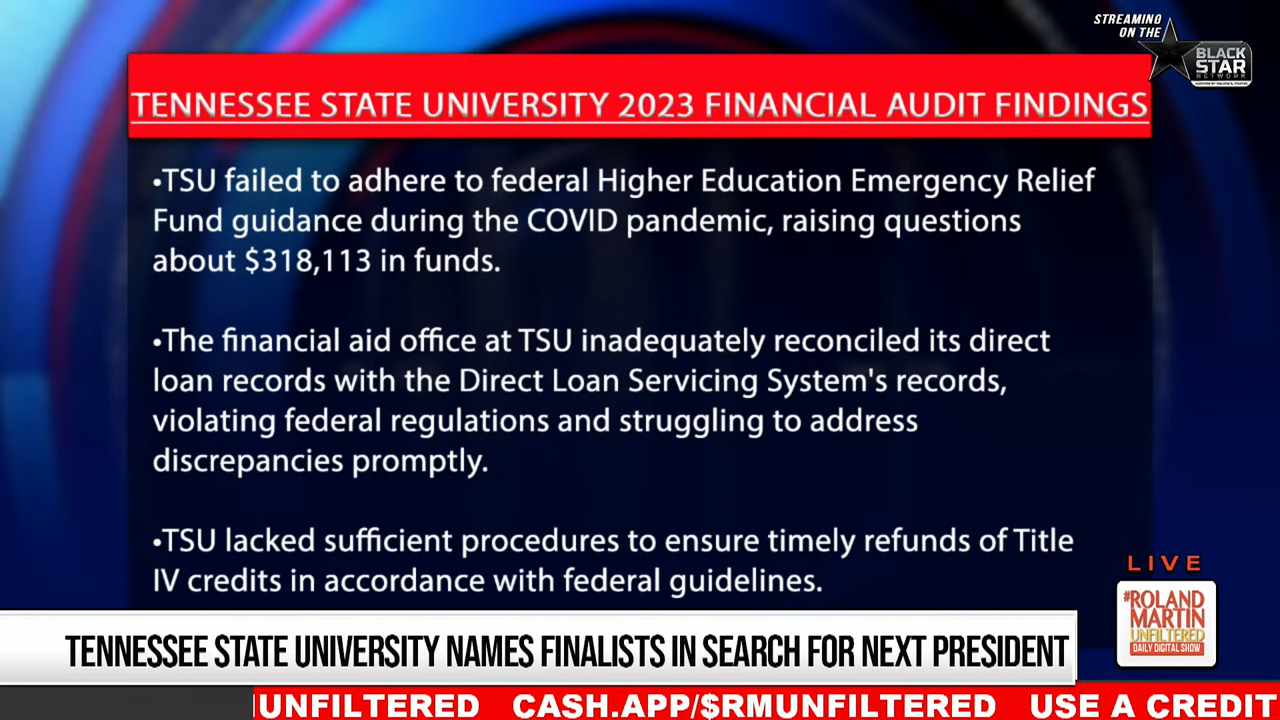 STREAMING
ON THE
BLACK
STAR
NETWORK
TENNESSEE STATE UNIVERSITY 2023 FINANCIAL AUDIT FINDINGS
•TSU failed to adhere to federal Higher Education Emergency Relief
Fund guidance during the COVID pandemic, raising questions
about $318,113 in funds.
•The financial aid office at TSU inadequately reconciled its direct
loan records with the Direct Loan Servicing System's records,
violating federal regulations and struggling to address
discrepancies promptly.
•TSU lacked sufficient procedures to ensure timely refunds of Title
IV credits in accordance with federal guidelines.
LIVE
#ROLAND
MARTIN
UNFILTERED
DAILY DIGITAL SHOW
TENNESSEE STATE UNIVERSITY NAMES FINALISTS IN SEARCH FOR NEXT PRESIDENT
UNFILTERED CASH.APP/$RMUNFILTERED USE A CREDIT